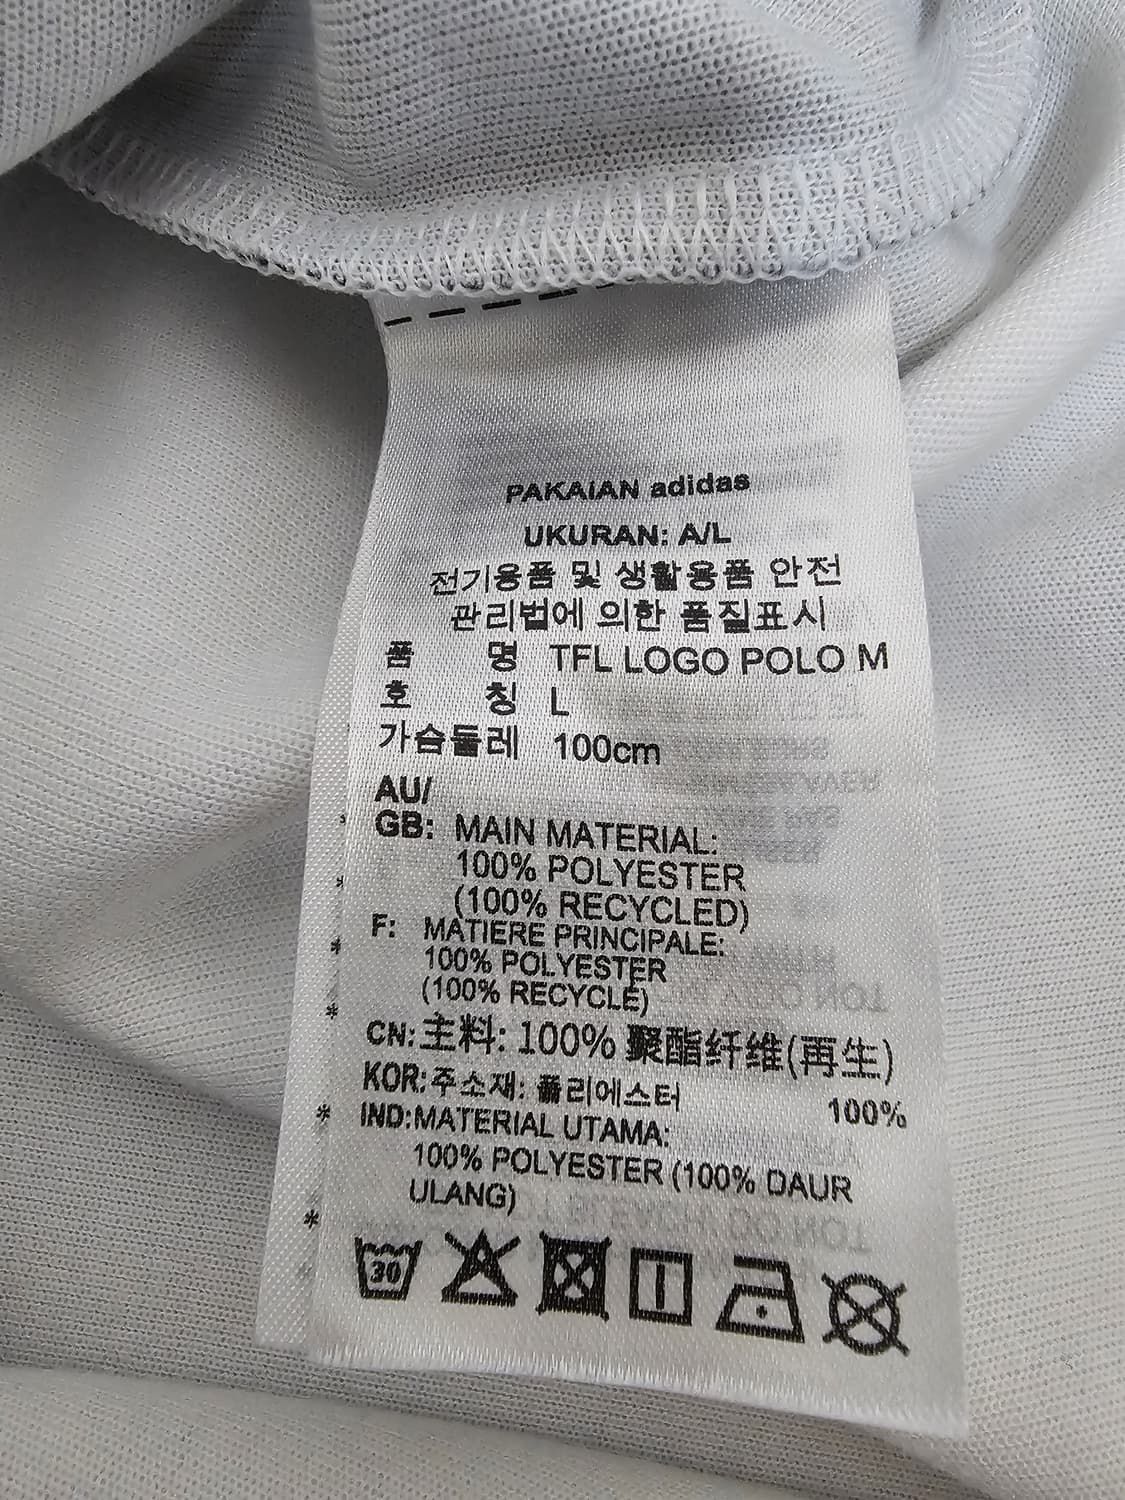 PAKAIAN adidas
UKURAN: A/L
전기용품 및 생활용품 안전
관리법에 의한 품질표시
품 명 TFL LOGO POLO M
호 칭 L
가슴둘레 100cm
AU/
GB: MAIN MATERIAL:
100% POLYESTER
(100% RECYCLED)
F: MATIERE PRINCIPALE:
100% POLYESTER
(100% RECYCLÉ)
CN: 主料: 100% 聚酯纤维(再生)
KOR: 주소재: 폴리에스터
100%
IND: MATERIAL UTAMA:
100% POLYESTER (100% DAUR
ULANG)
30